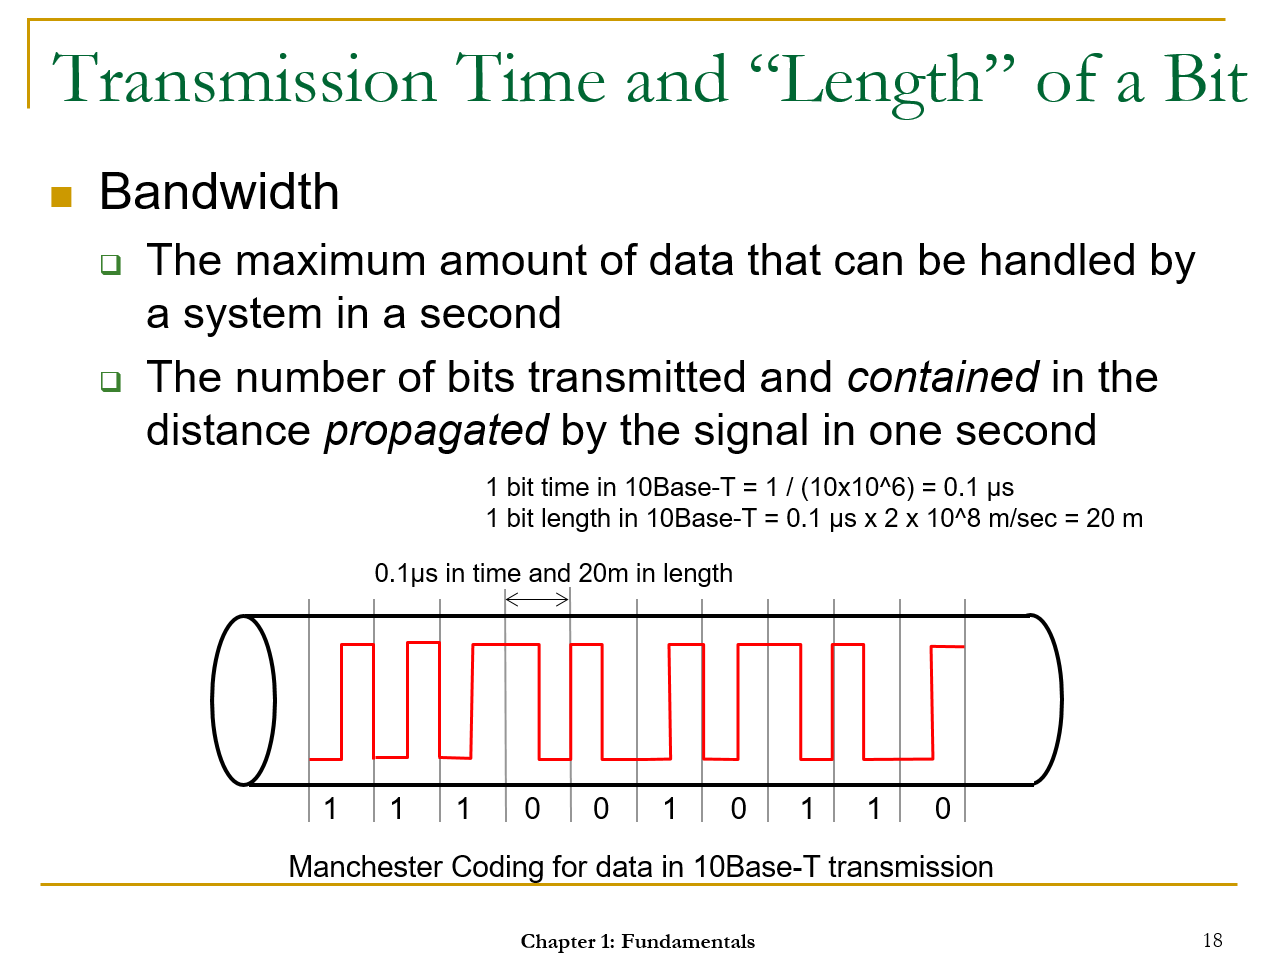 Transmission Time and “Length” of a Bit
Bandwidth
The maximum amount of data that can be handled by
a system in a second
The number of bits transmitted and contained in the
distance propagated by the signal in one second
1 bit time in 10Base-T = 1 / (10x10^6) = 0.1 μs
1 bit length in 10Base-T = 0.1 μs x 2 x 10^8 m/sec = 20 m
0.1μs in time and 20m in length
1 1 1 0 0 1 0 1 1 0
Manchester Coding for data in 10Base-T transmission
Chapter 1: Fundamentals
18